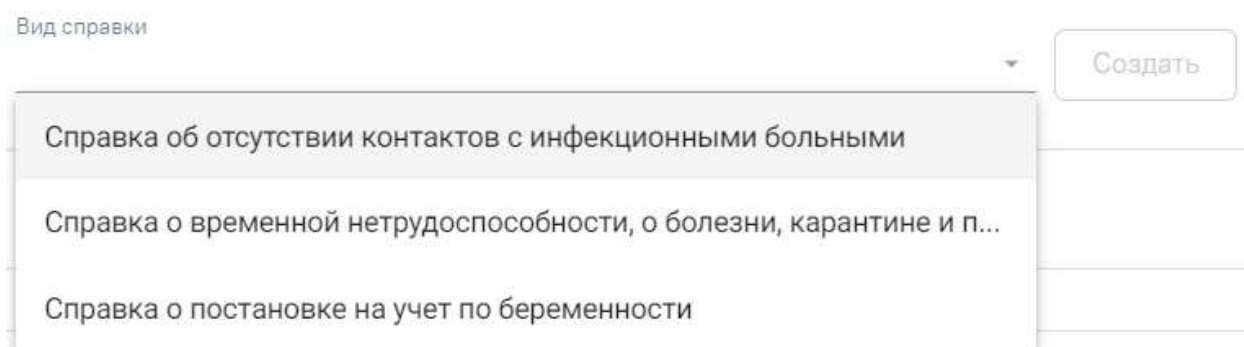 Вид справки
Создать
Справка об отсутствии контактов с инфекционными больными
Справка о временной нетрудоспособности, о болезни, карантине и п...
Справка о постановке на учет по беременности